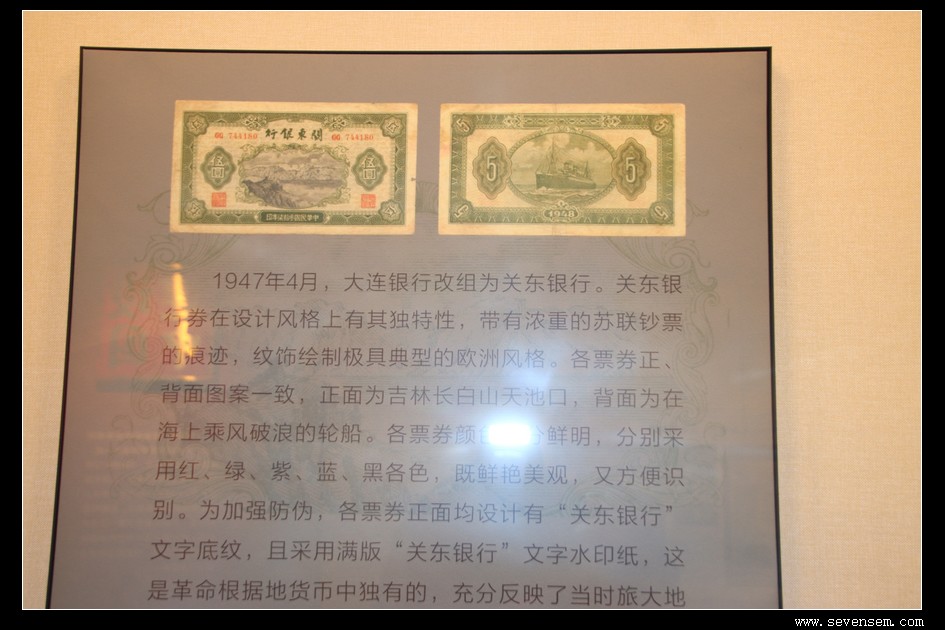 關東銀行
744180 744180
伍圓 伍圓
5 5 5 5
5 5
1948
1947年4月，大连银行改组为关东银行。关东银
行券在设计风格上有其独特性，带有浓重的苏联钞票
的痕迹，纹饰绘制极具典型的欧洲风格。各票券正、
背面图案一致，正面为吉林长白山天池口，背面为在
海上乘风破浪的轮船。各票券颜 分鲜明，分别采
用红、绿、紫、蓝、黑各色，既鲜艳美观，又方便识
别。为加强防伪，各票券正面均设计有“关东银行”
文字底纹，且采用满版“关东银行”文字水印纸，这
是革命根据地货币中独有的，充分反映了当时旅大地
www.sevensem.com